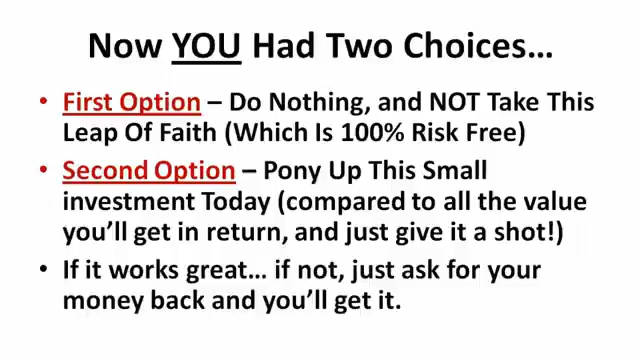 Now YOU Had Two Choices...
• First Option – Do Nothing, and NOT Take This
Leap Of Faith (Which Is 100% Risk Free)
• Second Option – Pony Up This Small
investment Today (compared to all the value
you'll get in return, and just give it a shot!)
• If it works great... if not, just ask for your
money back and you'll get it.